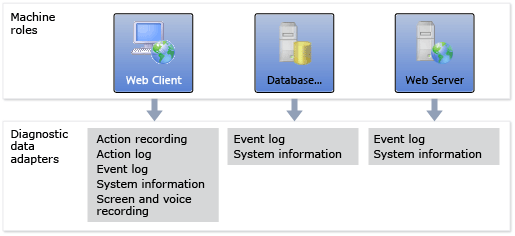 Machine
roles
Web Client
Database...
Web Server
Diagnostic
data
adapters
Action recording
Action log
Event log
System information
Screen and voice
recording
Event log
System information
Event log
System information